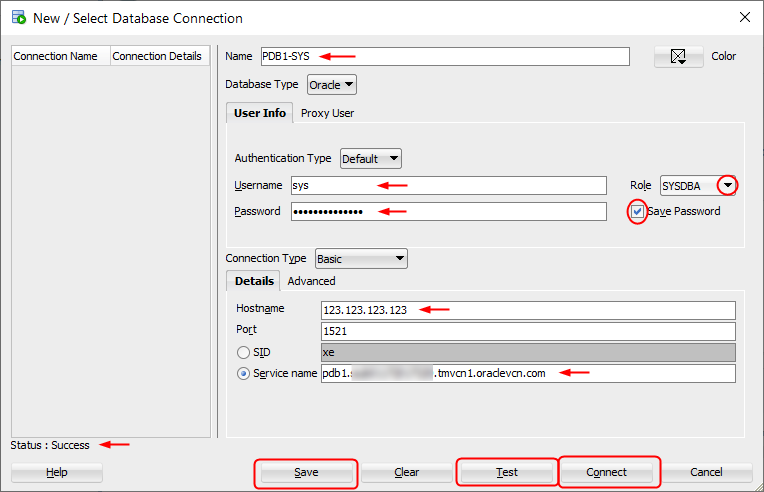 New / Select Database Connection
Connection Name Connection Details
Name PDB1-SYS Color
Database Type Oracle
User Info Proxy User
Authentication Type Default
Username sys Role SYSDBA
Password •••••••••••••• Save Password
Connection Type Basic
Details Advanced
Hostname 123.123.123.123
Port 1521
SID xe
Service name pdb1. .tmvcn1.oraclevcn.com
Status : Success
Help Save Clear Test Connect Cancel